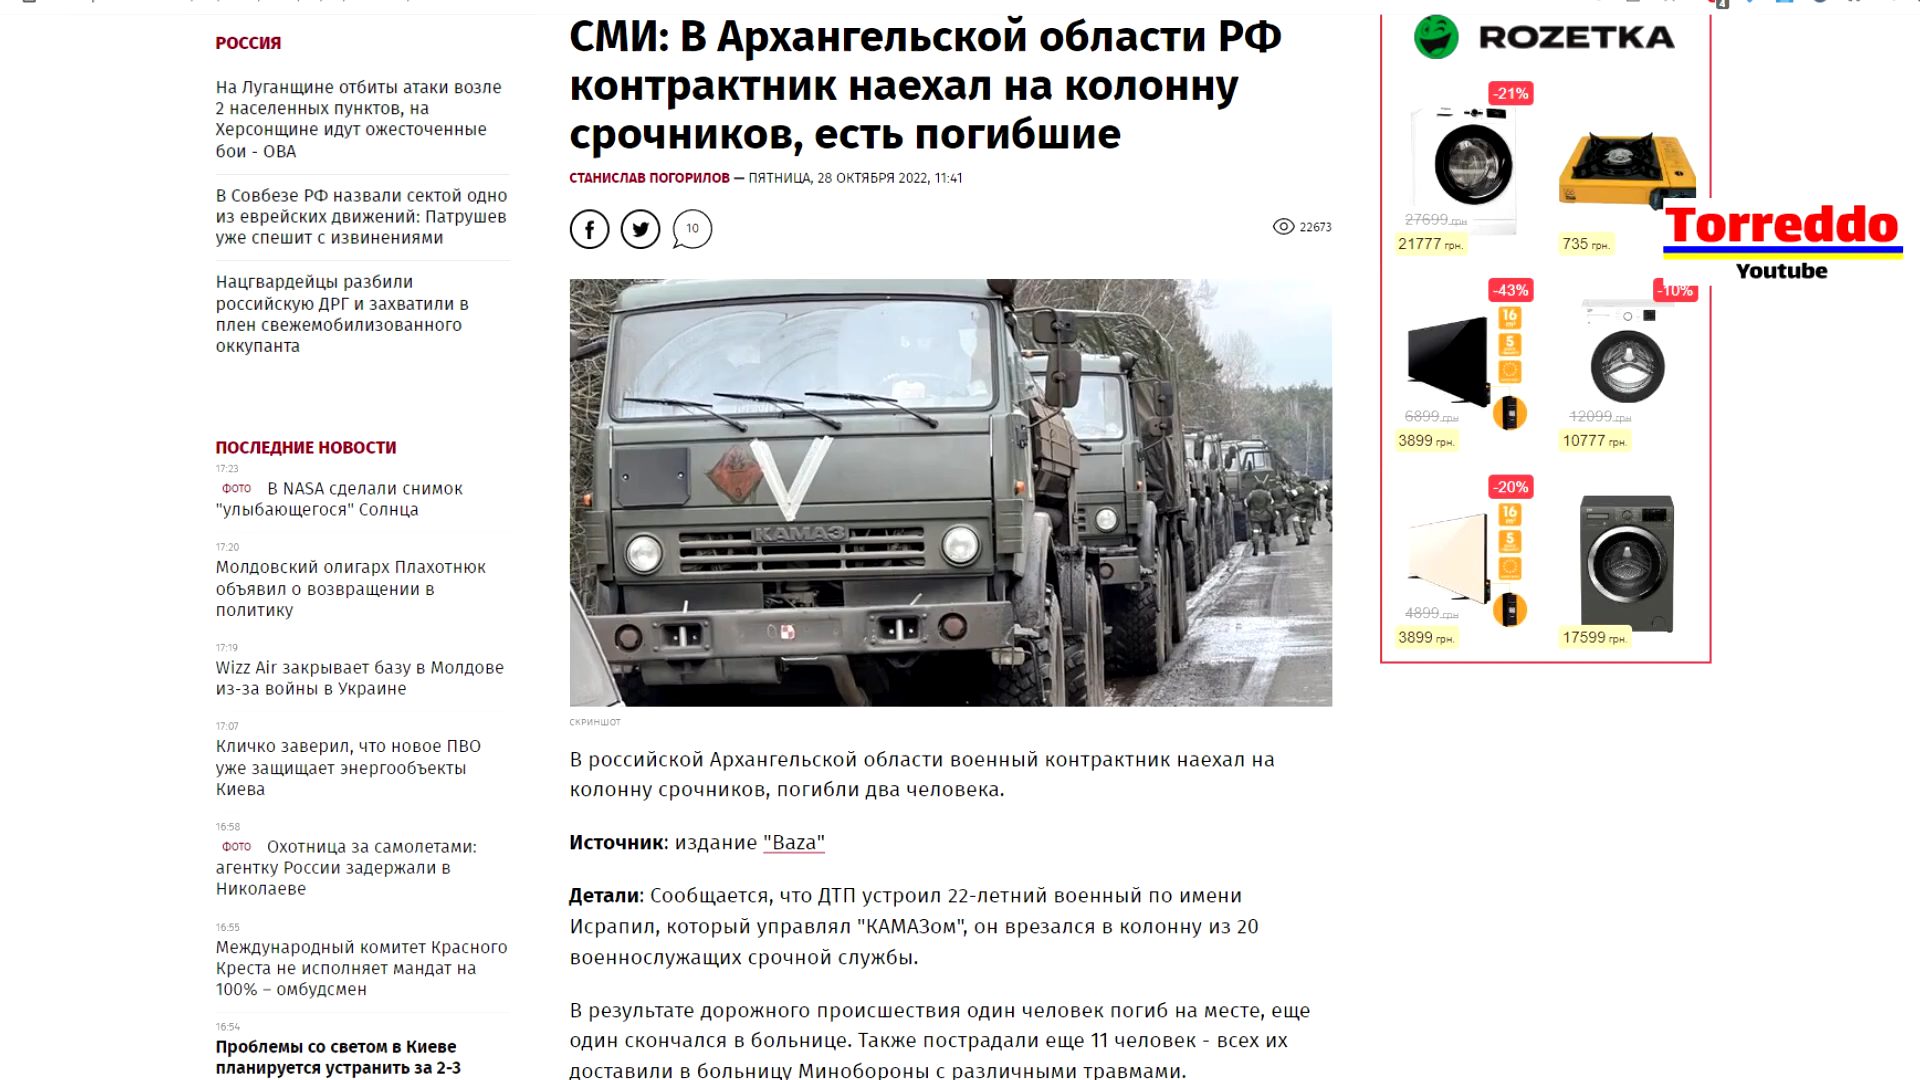 РОССИЯ
На Луганщине отбиты атаки возле
2 населенных пунктов, на
Херсонщине идут ожесточенные
бои - ОВА
В Совбезе РФ назвали сектой одно
из еврейских движений: Патрушев
уже спешит с извинениями
Нацгвардейцы разбили
российскую ДРГ и захватили в
плен свежемобилизованного
оккупанта
ПОСЛЕДНИЕ НОВОСТИ
17:23
ФОТО В NASA сделали снимок
"улыбающегося" Солнца
17:20
Молдовский олигарх Плахотнюк
объявил о возвращении в
политику
17:19
Wizz Air закрывает базу в Молдове
из-за войны в Украине
17:07
Кличко заверил, что новое ПВО
уже защищает энергообъекты
Киева
16:58
ФОТО Охотница за самолетами:
агентку России задержали в
Николаеве
16:55
Международный комитет Красного
Креста не исполняет мандат на
100% – омбудсмен
16:54
Проблемы со светом в Киеве
планируется устранить за 2-3
СМИ: В Архангельской области РФ
контрактник наехал на колонну
срочников, есть погибшие
СТАНИСЛАВ ПОГОРИЛОВ — ПЯТНИЦА, 28 ОКТЯБРЯ 2022, 11:41
10
22673
V
3
КАМАЗ
СКРИНШОТ
В российской Архангельской области военный контрактник наехал на
колонну срочников, погибли два человека.
Источник: издание "Baza"
Детали: Сообщается, что ДТП устроил 22-летний военный по имени
Исрапил, который управлял "КАМАЗом", он врезался в колонну из 20
военнослужащих срочной службы.
В результате дорожного происшествия один человек погиб на месте, еще
один скончался в больнице. Также пострадали еще 11 человек - всех их
доставили в больницу Минобороны с различными травмами.
4
ROZETKA
-21%
27699 грн
21777 грн.
735 грн.
Torreddo
Youtube
-43%
16
5
6899 грн
3899 грн.
-10%
12099 грн
10777 грн.
-20%
16
5
4899 грн
3899 грн.
17599 грн.